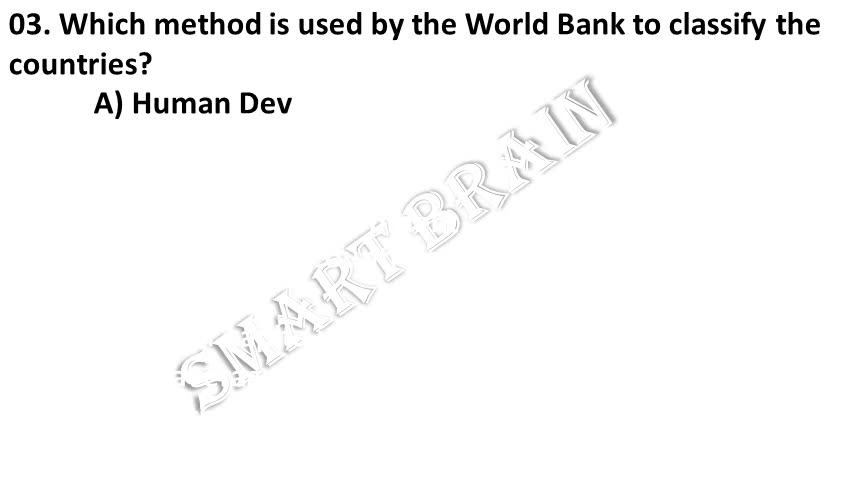 03. Which method is used by the World Bank to classify the
countries?
A) Human Dev
SMART BRAIN